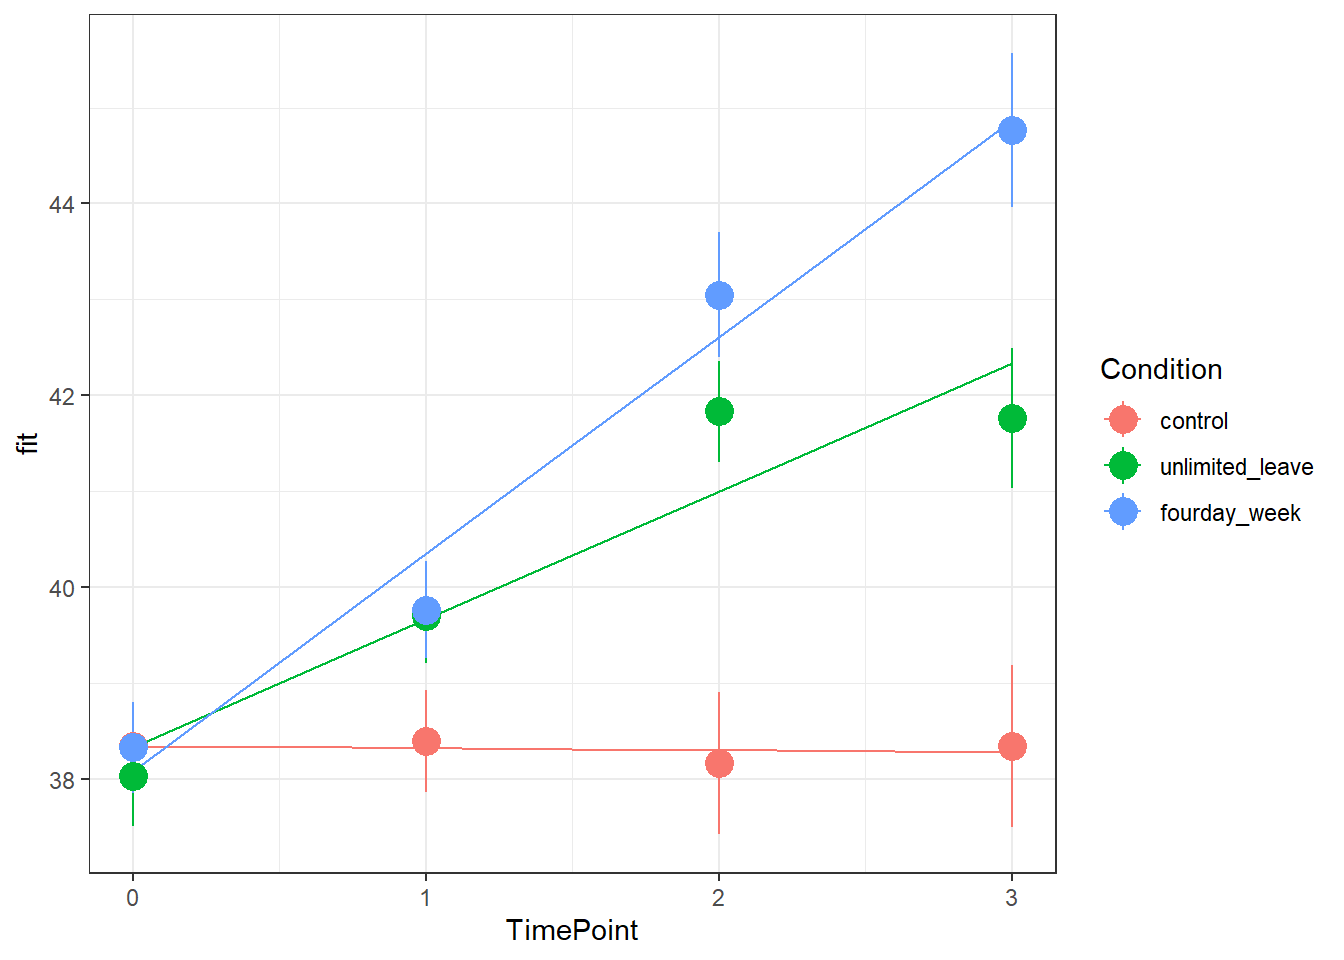 fit
44
42
40
38
0 1 2 3
TimePoint
Condition
control
unlimited_leave
fourday_week